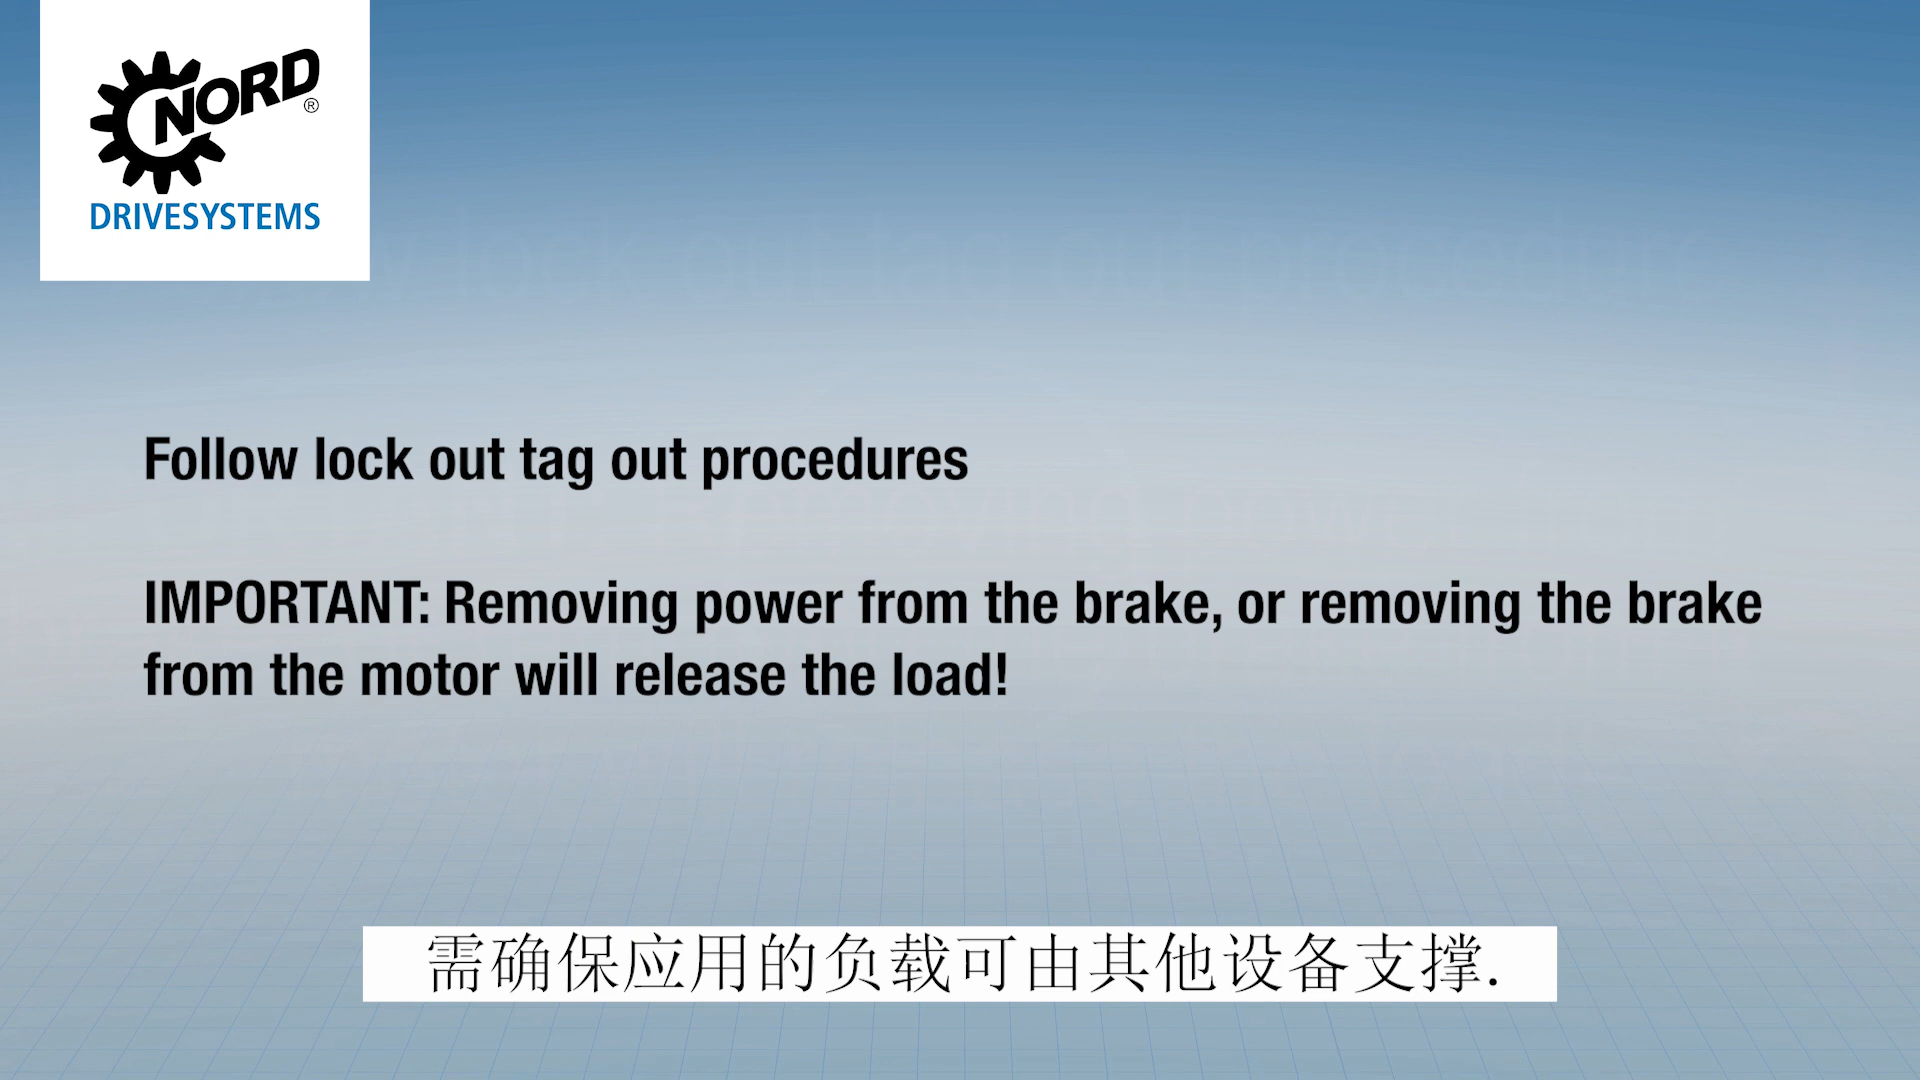 NORD
®
DRIVESYSTEMS
Follow lock out tag out procedures
IMPORTANT: Removing power from the brake, or removing the brake
from the motor will release the load!
需确保应用的负载可由其他设备支撑.